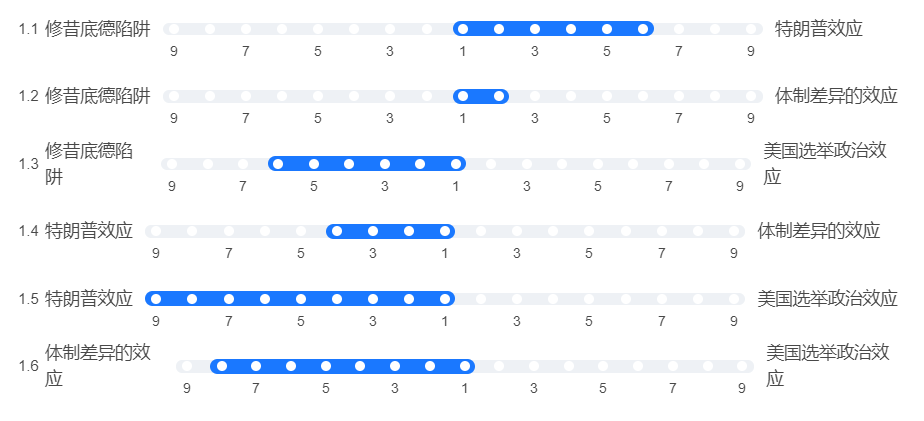 1.1 修昔底德陷阱 特朗普效应
9 7 5 3 1 3 5 7 9
1.2 修昔底德陷阱 体制差异的效应
9 7 5 3 1 3 5 7 9
1.3 修昔底德陷
阱 美国选举政治效
应
9 7 5 3 1 3 5 7 9
1.4 特朗普效应 体制差异的效应
9 7 5 3 1 3 5 7 9
1.5 特朗普效应 美国选举政治效应
9 7 5 3 1 3 5 7 9
1.6 体制差异的效
应 美国选举政治效
应
9 7 5 3 1 3 5 7 9